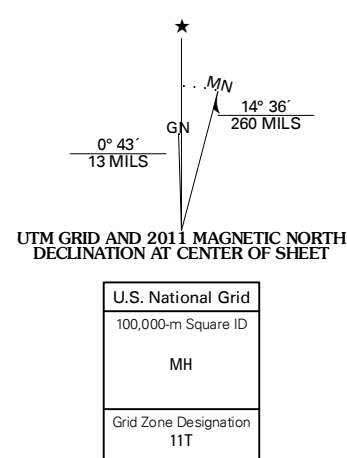 ★
MN
GN
14° 36´
260 MILS
0° 43´
13 MILS
UTM GRID AND 2011 MAGNETIC NORTH
DECLINATION AT CENTER OF SHEET
U.S. National Grid
100,000-m Square ID
MH
Grid Zone Designation
11T